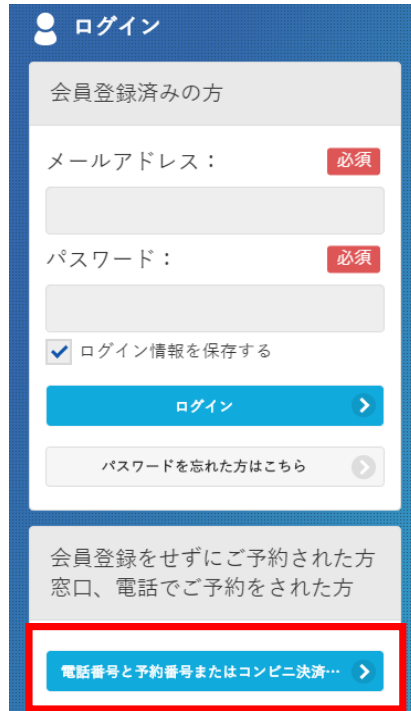 ログイン
会員登録済みの方
メールアドレス：
必須
パスワード：
必須
ログイン情報を保存する
ログイン
パスワードを忘れた方はこちら
会員登録をせずにご予約された方
窓口、電話でご予約をされた方
電話番号と予約番号またはコンビニ決済…